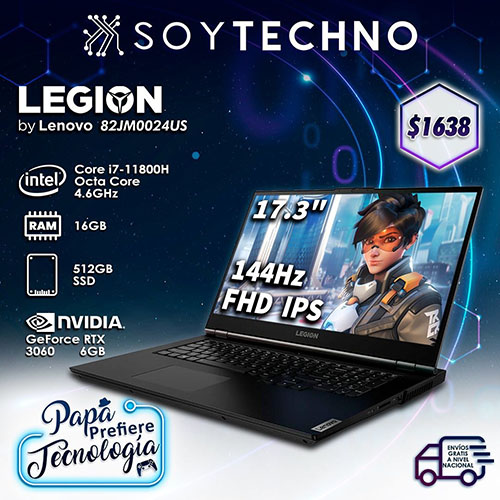 SOYTECHNO
LEGION
by Lenovo 82JM0024US
$1638
intel
Core i7-11800H
Octa Core
4.6GHz
RAM
16GB
512GB
SSD
NVIDIA.
GeForce RTX
3060 6GB
17.3"
144Hz
FHD IPS
LEGION
Lenovo
Papá
Prefiere
Tecnología
ENVÍOS
GRATIS
A NIVEL
NACIONAL